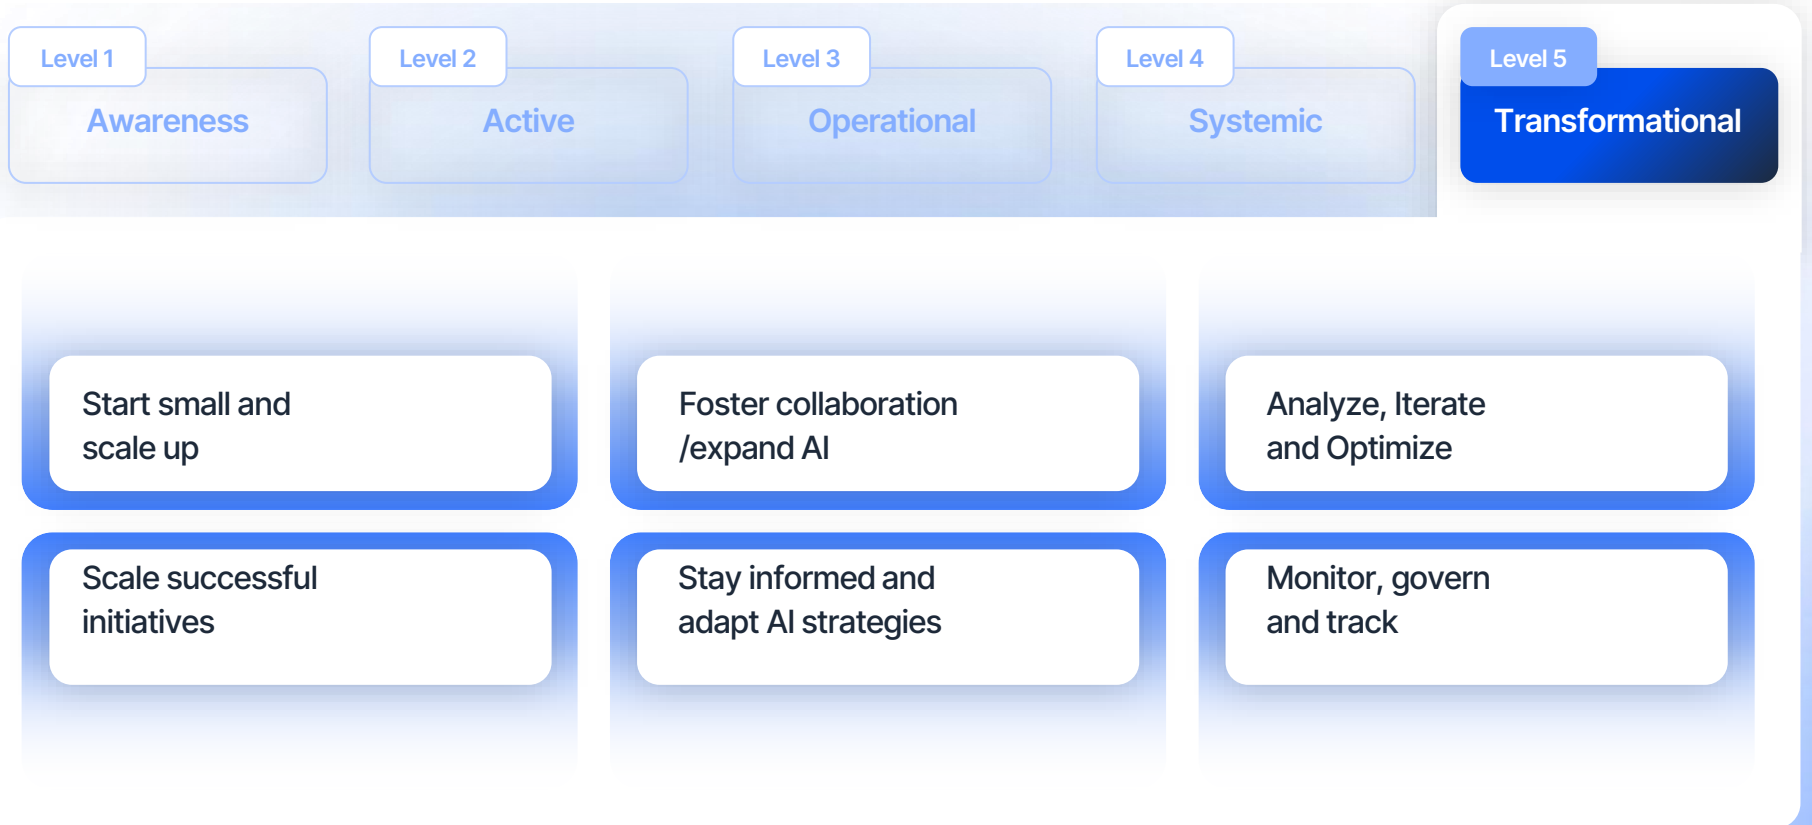 Level 1
Level 2
Level 3
Level 4
Level 5
Awareness
Active
Operational
Systemic
Transformational
Start small and
scale up
Foster collaboration
/expand AI
Analyze, Iterate
and Optimize
Scale successful
initiatives
Stay informed and
adapt AI strategies
Monitor, govern
and track